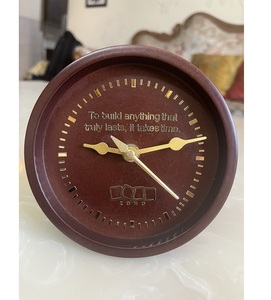 To build anything that
truly lasts, it takes time.